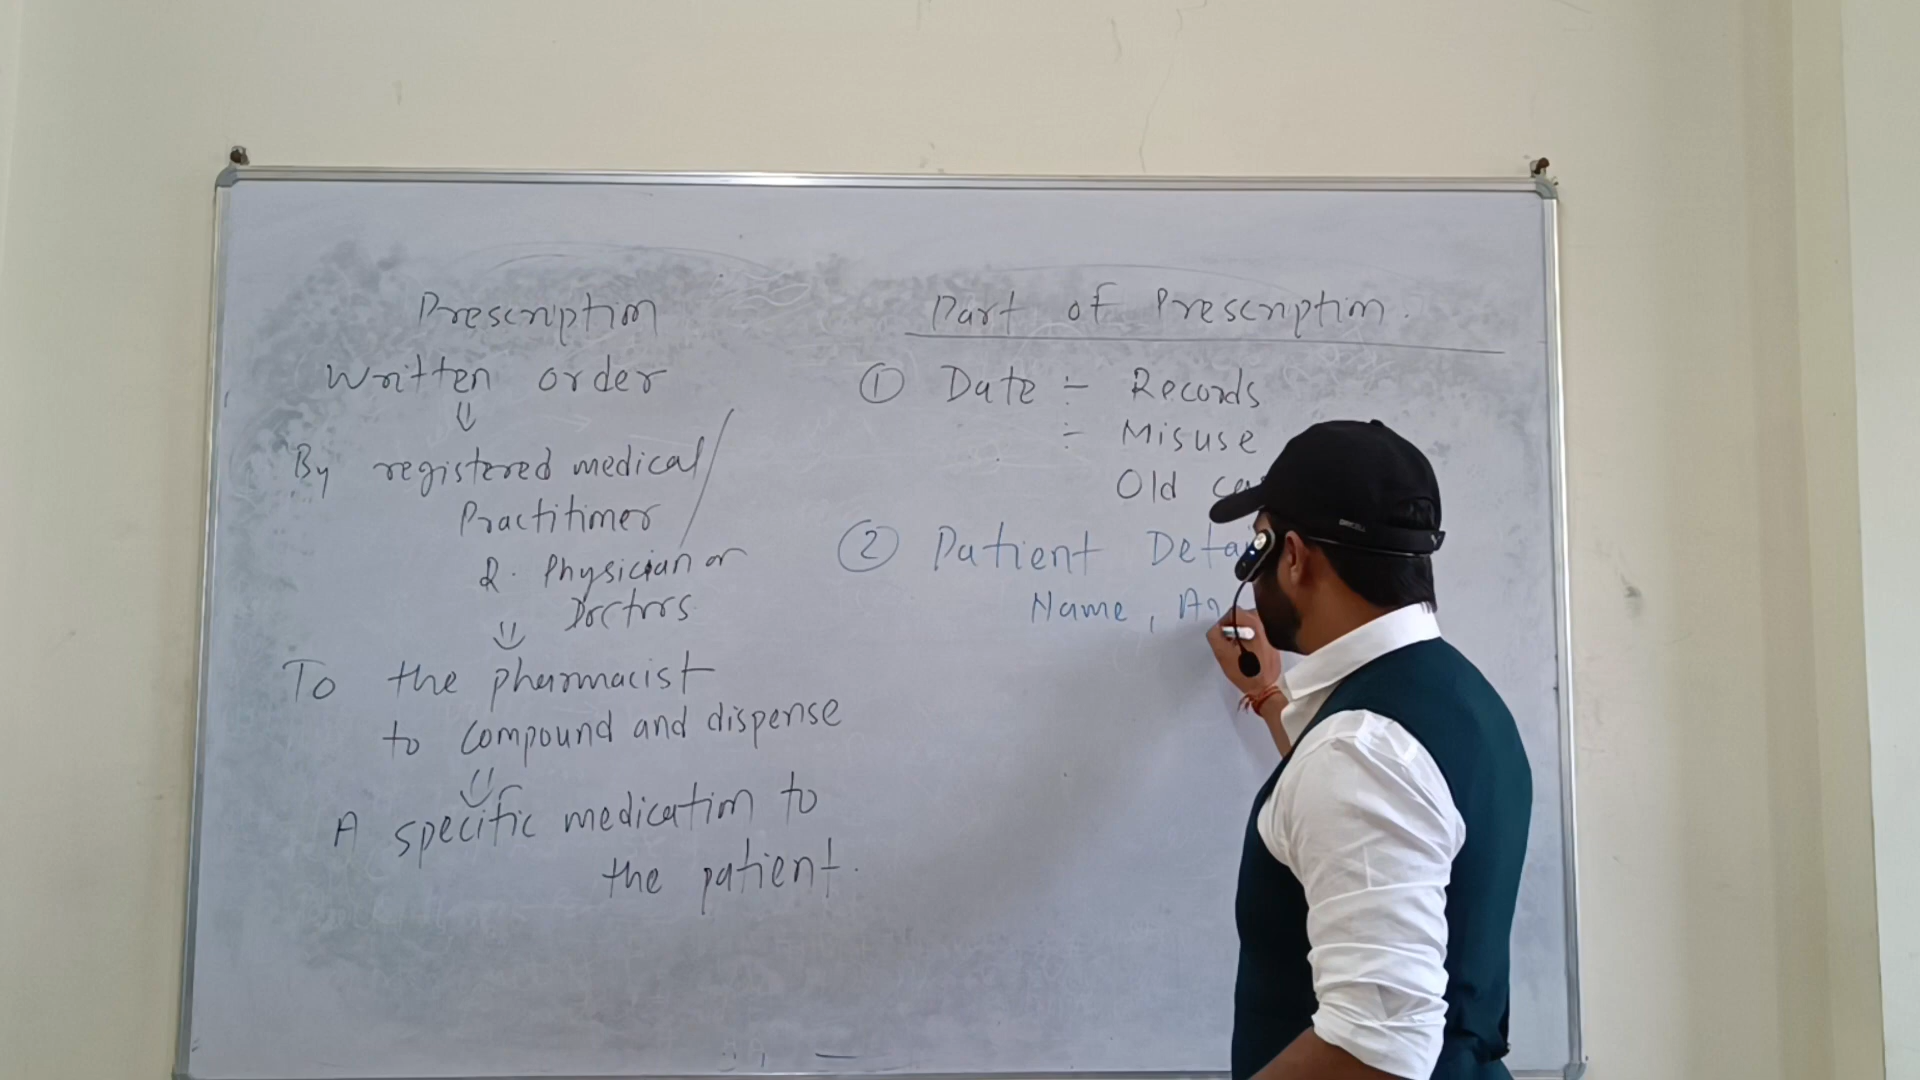 Prescription
Written order
⇓
By registered medical /
Practitioner
R. Physician or
Doctors
⇓
To the pharmacist
to compound and dispense
⇓
A specific medication to
the patient.
Part of Prescription.
① Date :- Records
:- Misuse
Old
② Patient
Name,